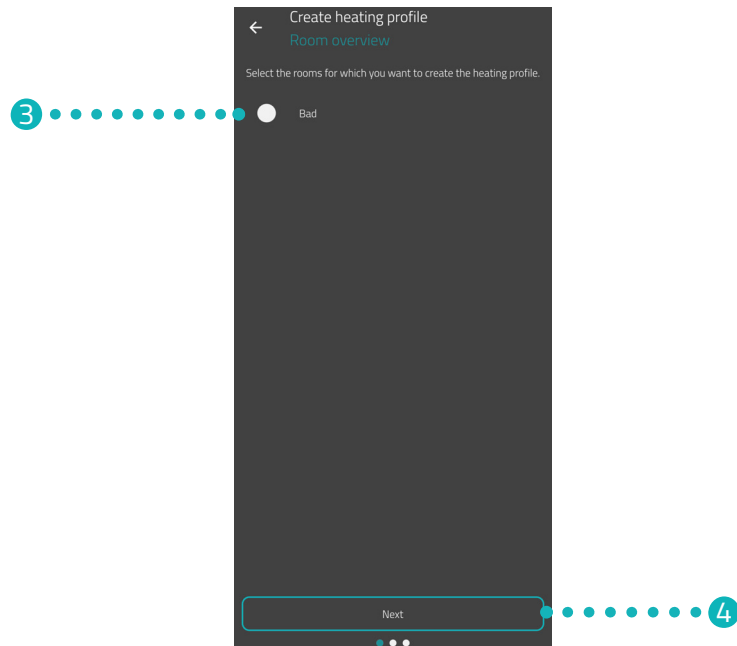 Create heating profile
Room overview
Select the rooms for which you want to create the heating profile.
3
Bad
Next
4